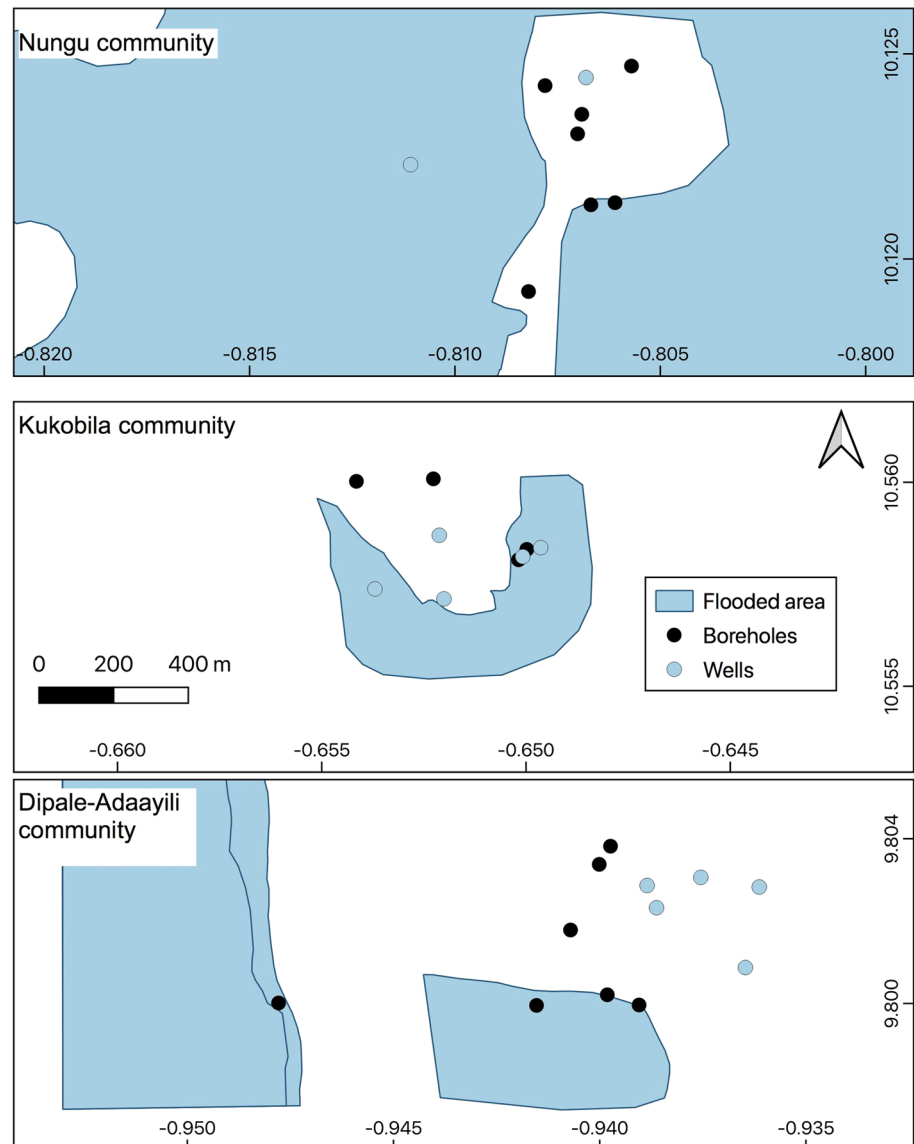 Nungu community
10.125
10.120
-0.820
-0.815
-0.810
-0.805
-0.800
Kukobila community
10.560
Flooded area
Boreholes
Wells
0 200 400 m
10.555
-0.660
-0.655
-0.650
-0.645
Dipale-Adaayili
community
9.804
9.800
-0.950
-0.945
-0.940
-0.935